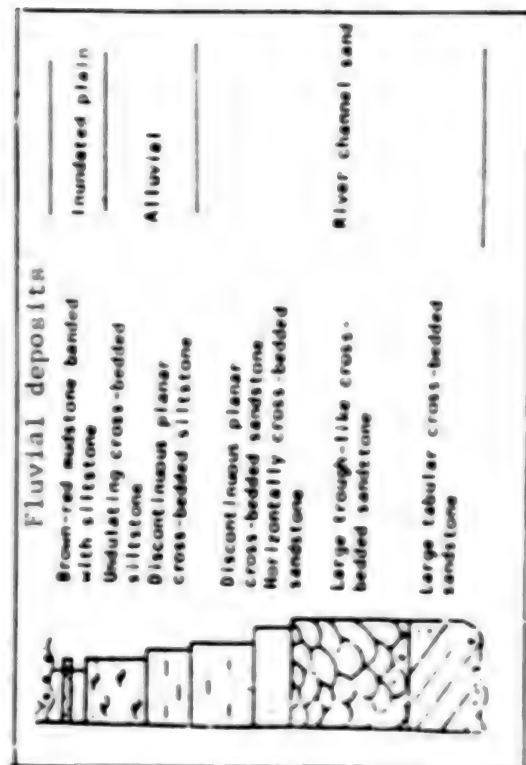 Fluvial deposits
Brown-red mudstone banded
with siltstone
Undulating cross-bedded
siltstone
Discontinuous planar
cross-bedded siltstone
Discontinuous planar
cross-bedded sandstone
Horizontally cross-bedded
sandstone
Large trough-like cross-
bedded sandstone
Large tabular cross-bedded
sandstone
Inundated plain
Alluvial
River channel sand